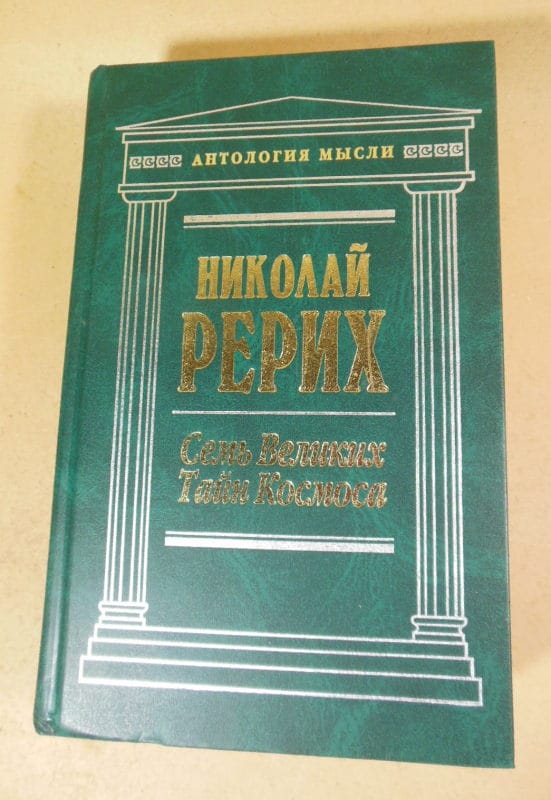 АНТОЛОГИЯ МЫСЛИ
НИКОЛАЙ
РЕРИХ
Семь Великих
Тайн Космоса